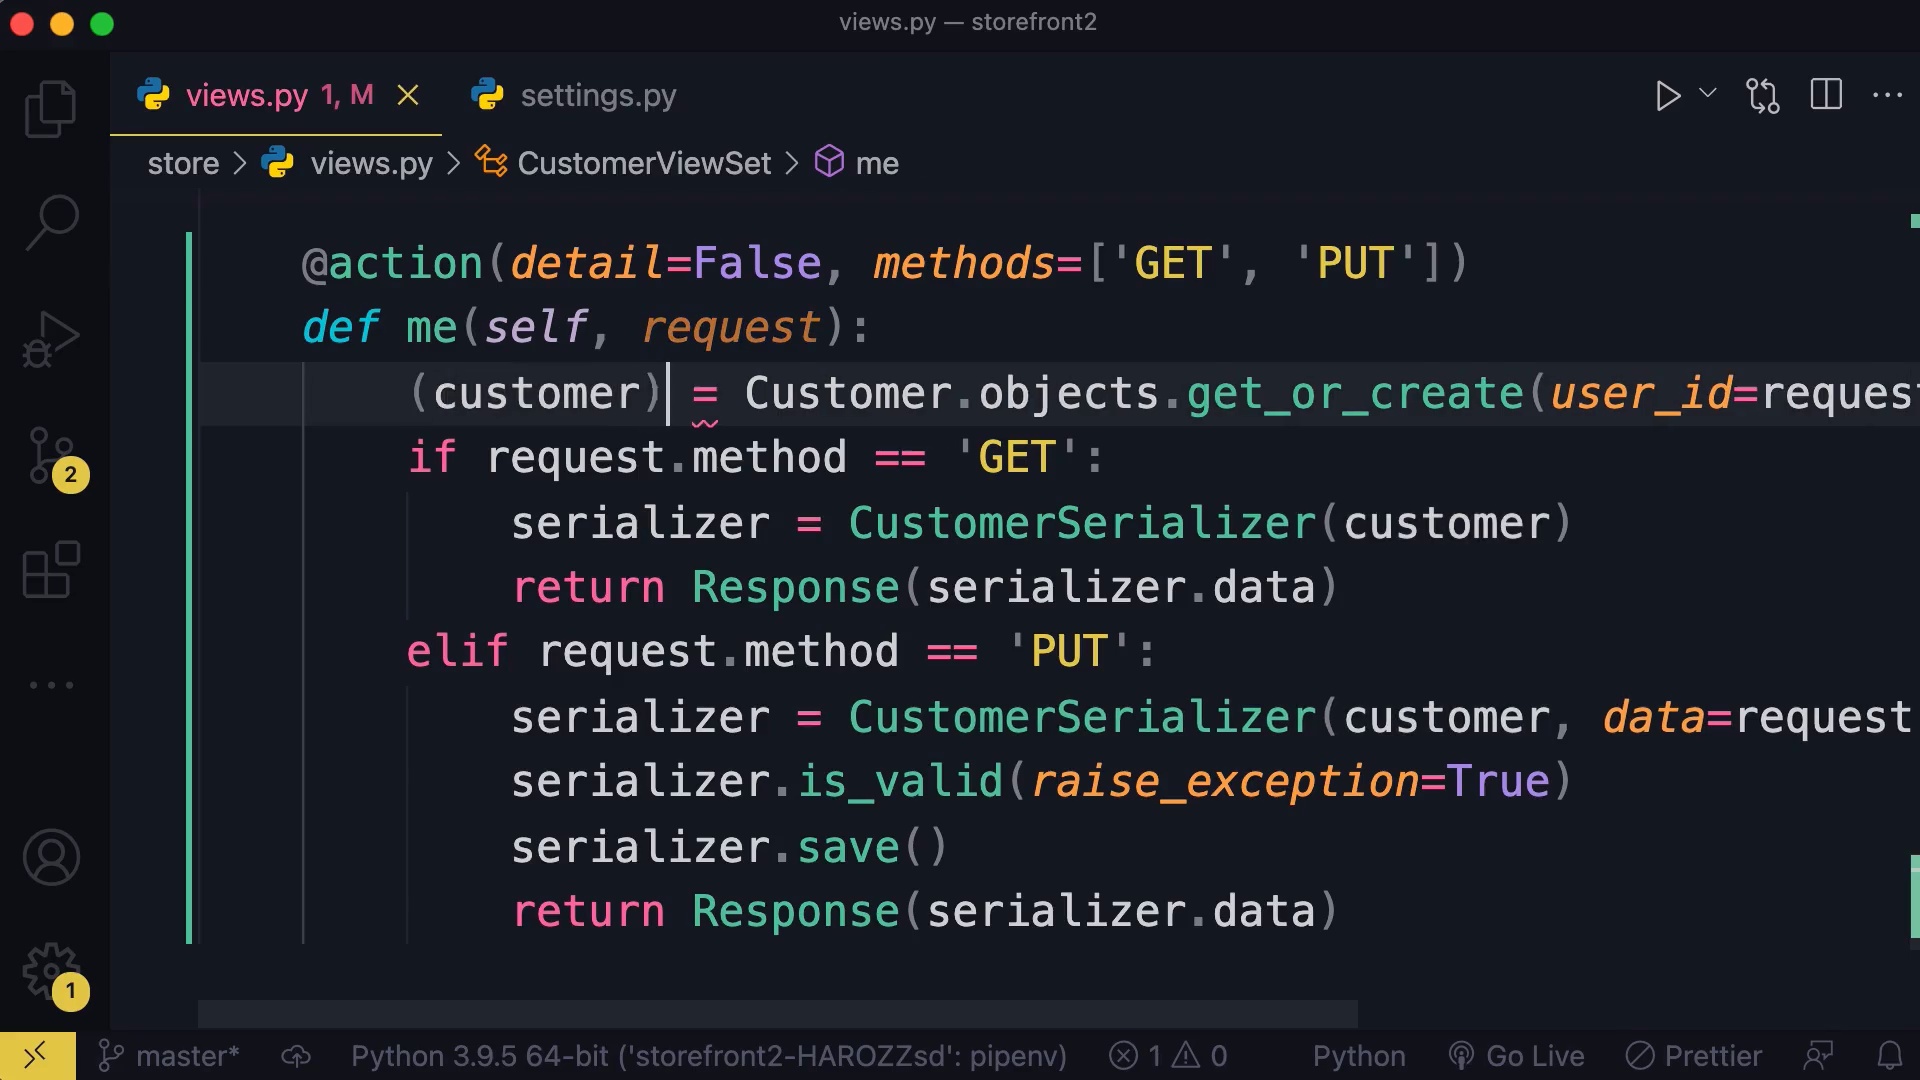 views.py — storefront2
views.py 1, M
settings.py
store > views.py > CustomerViewSet > me
@action(detail=False, methods=['GET', 'PUT'])
def me(self, request):
(customer) = Customer.objects.get_or_create(user_id=request
if request.method == 'GET':
serializer = CustomerSerializer(customer)
return Response(serializer.data)
elif request.method == 'PUT':
serializer = CustomerSerializer(customer, data=request
serializer.is_valid(raise_exception=True)
serializer.save()
return Response(serializer.data)
2
1
master*
Python 3.9.5 64-bit ('storefront2-HAROZZsd': pipenv)
1
0
Python
Go Live
Prettier